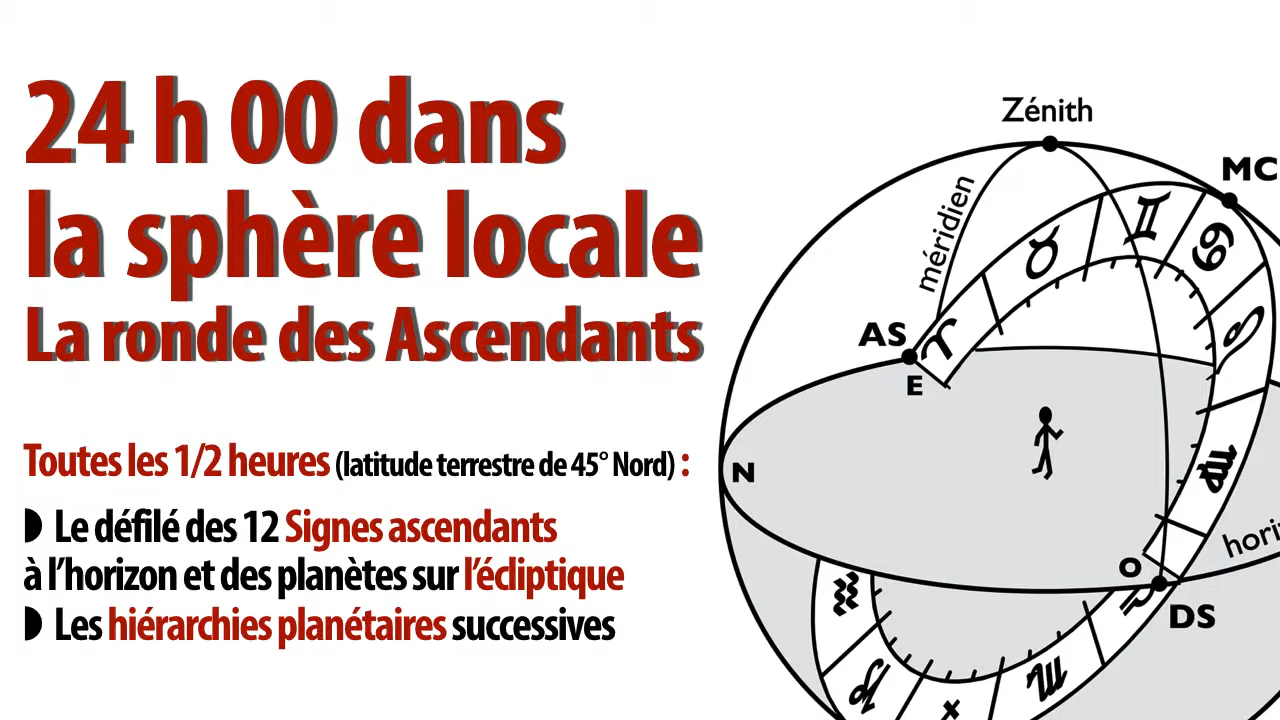 24 h 00 dans
la sphère locale
La ronde des Ascendants
Toutes les 1/2 heures (latitude terrestre de 45° Nord) :
◗ Le défilé des 12 Signes ascendants
à l'horizon et des planètes sur l'écliptique
◗ Les hiérarchies planétaires successives
Zénith
MC
méridien
♉ ♊ ♋
AS
♈
♌
E
N
♍
hori
O
DS
♎
♒
♑
♏